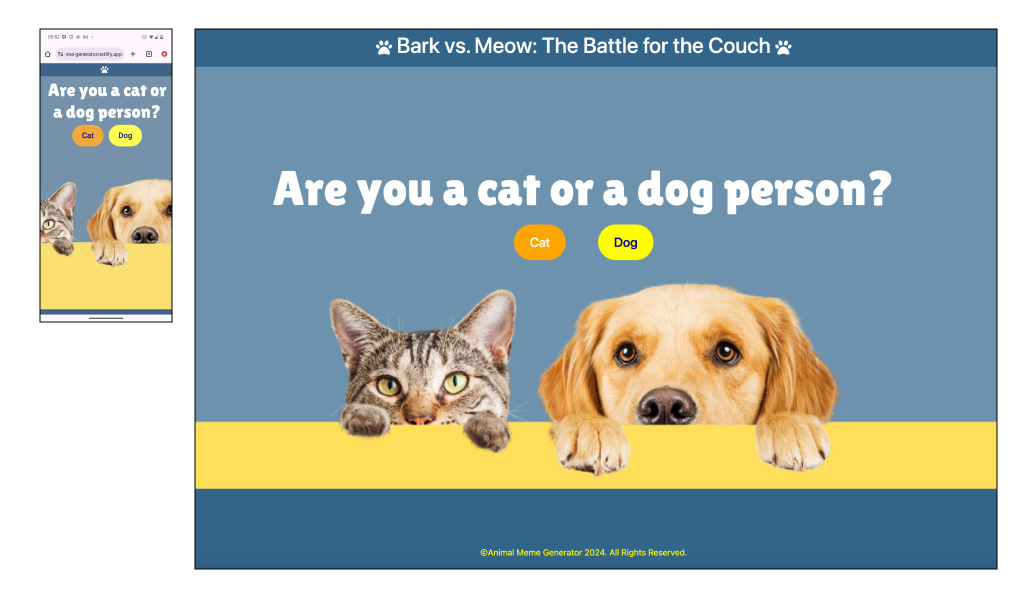 05:52
me-generator.netlify.app
Are you a cat or
a dog person?
Cat
Dog
Bark vs. Meow: The Battle for the Couch
Are you a cat or a dog person?
Cat
Dog
©Animal Meme Generator 2024. All Rights Reserved.